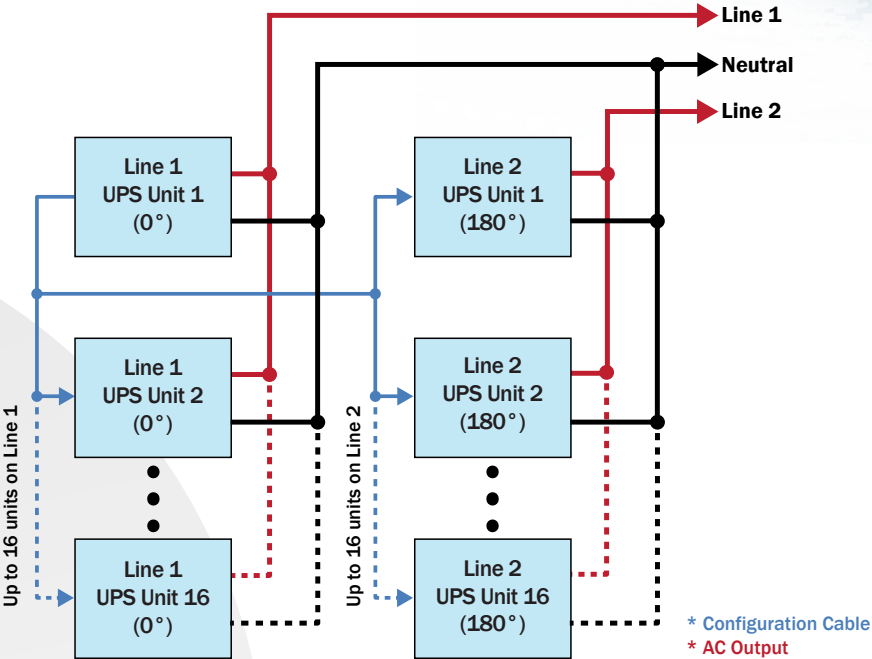 Line 1
Neutral
Line 2
Line 1
UPS Unit 1
(0°)
Line 2
UPS Unit 1
(180°)
Line 1
UPS Unit 2
(0°)
Line 2
UPS Unit 2
(180°)
Up to 16 units on Line 1
Up to 16 units on Line 2
Line 1
UPS Unit 16
(0°)
Line 2
UPS Unit 16
(180°)
* Configuration Cable
* AC Output